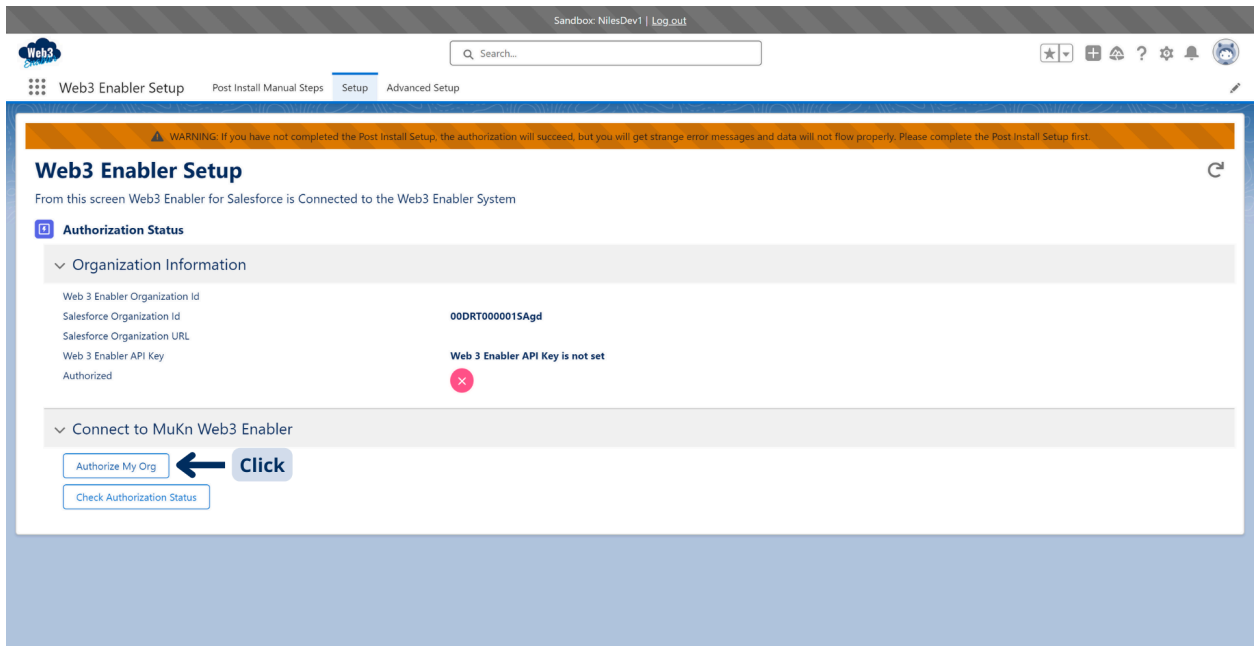 Sandbox: NilesDev1 | Log out
Web3
Enabler
Search...
Web3 Enabler Setup Post Install Manual Steps Setup Advanced Setup
WARNING: If you have not completed the Post Install Setup, the authorization will succeed, but you will get strange error messages and data will not flow properly. Please complete the Post Install Setup first.
Web3 Enabler Setup
From this screen Web3 Enabler for Salesforce is Connected to the Web3 Enabler System
Authorization Status
Organization Information
Web 3 Enabler Organization Id
Salesforce Organization Id 00DRT000001SAgd
Salesforce Organization URL
Web 3 Enabler API Key Web 3 Enabler API Key is not set
Authorized
Connect to MuKn Web3 Enabler
Authorize My Org Click
Check Authorization Status